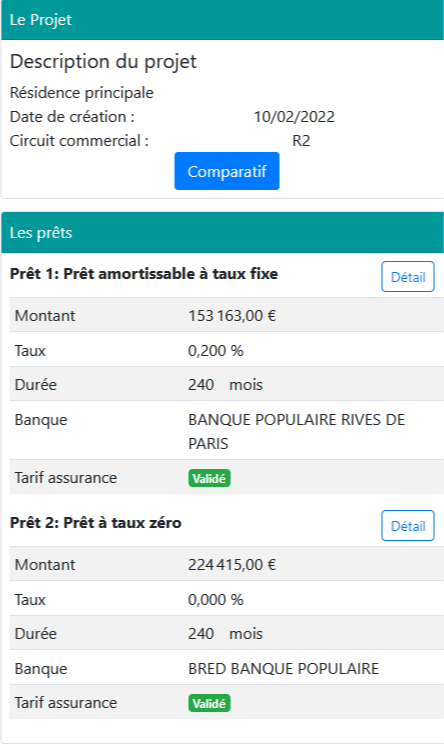 Le Projet
Description du projet
Résidence principale
Date de création : 10/02/2022
Circuit commercial : R2
Comparatif
Les prêts
Prêt 1: Prêt amortissable à taux fixe Détail
Montant 153 163,00 €
Taux 0,200 %
Durée 240 mois
Banque BANQUE POPULAIRE RIVES DE
PARIS
Tarif assurance Validé
Prêt 2: Prêt à taux zéro Détail
Montant 224 415,00 €
Taux 0,000 %
Durée 240 mois
Banque BRED BANQUE POPULAIRE
Tarif assurance Validé